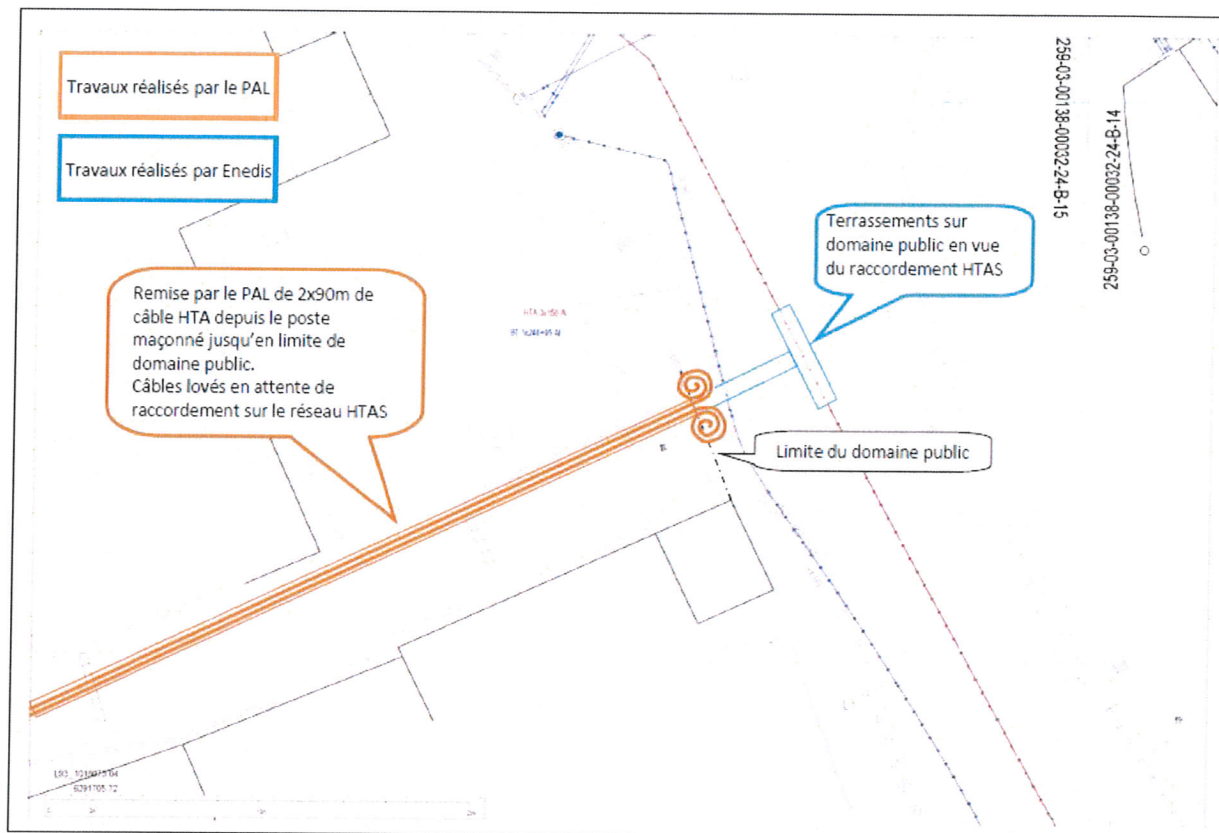 Travaux réalisés par le PAL
Travaux réalisés par Enedis
259-03-00138-00032-24-B-15
259-03-00138-00032-24-B-14
Terrassements sur
domaine public en vue
du raccordement HTAS
Remise par le PAL de 2x90m de
câble HTA depuis le poste
maçonné jusqu'en limite de
domaine public.
Câbles lovés en attente de
raccordement sur le réseau HTAS
Limite du domaine public